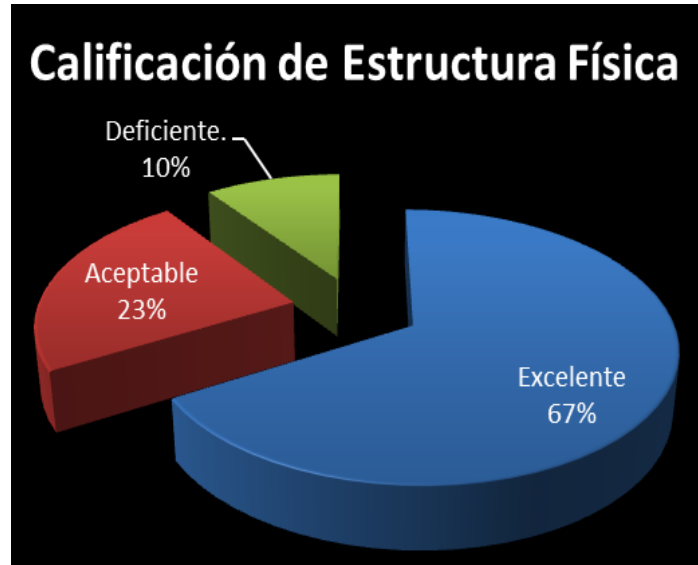 Calificación de Estructura Física
Deficiente.
10%
Aceptable
23%
Excelente
67%